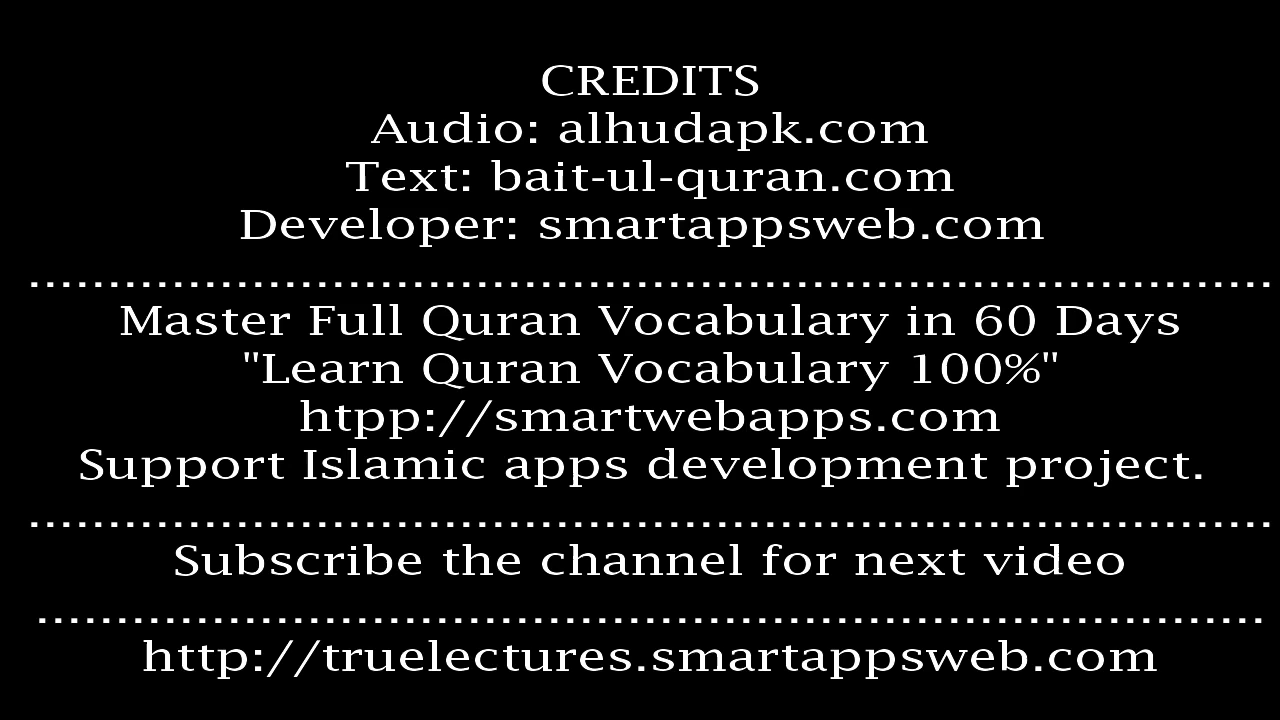 CREDITS
Audio: alhudapk.com
Text: bait-ul-quran.com
Developer: smartappsweb.com
................................................................................
Master Full Quran Vocabulary in 60 Days
"Learn Quran Vocabulary 100%"
htpp://smartwebapps.com
Support Islamic apps development project.
................................................................................
Subscribe the channel for next video
...............................................................................
http://truelectures.smartappsweb.com